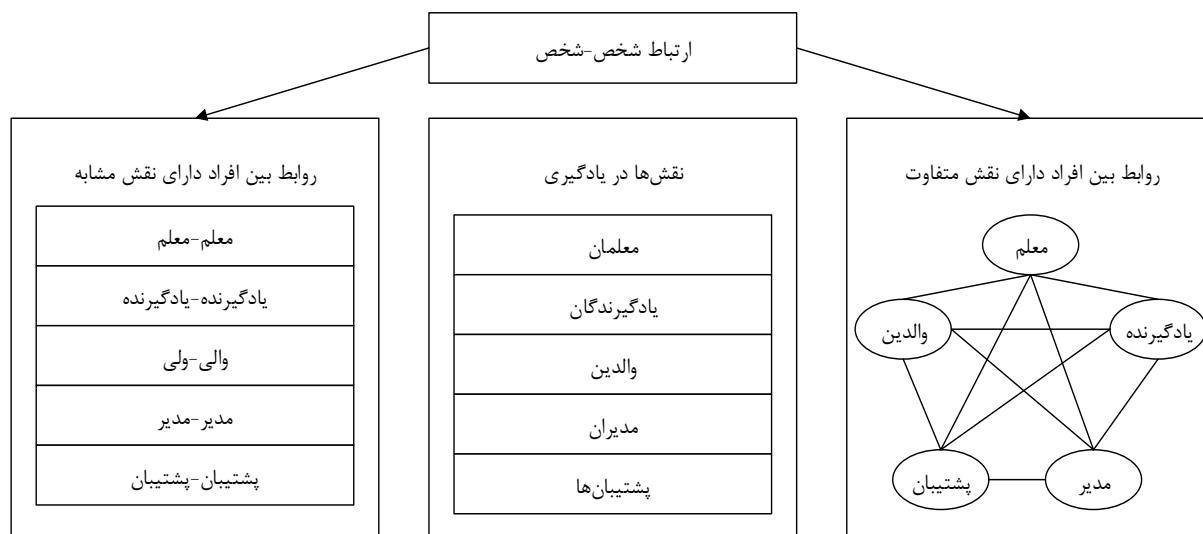 ارتباط شخص-شخص
روابط بین افراد دارای نقش متفاوت
معلم
یادگیرنده
والدین
مدیر
پشتیبان
نقش‌ها در یادگیری
معلمان
یادگیرندگان
والدین
مدیران
پشتیبان‌ها
روابط بین افراد دارای نقش مشابه
معلم-معلم
یادگیرنده-یادگیرنده
والی-ولی
مدیر-مدیر
پشتیبان-پشتیبان